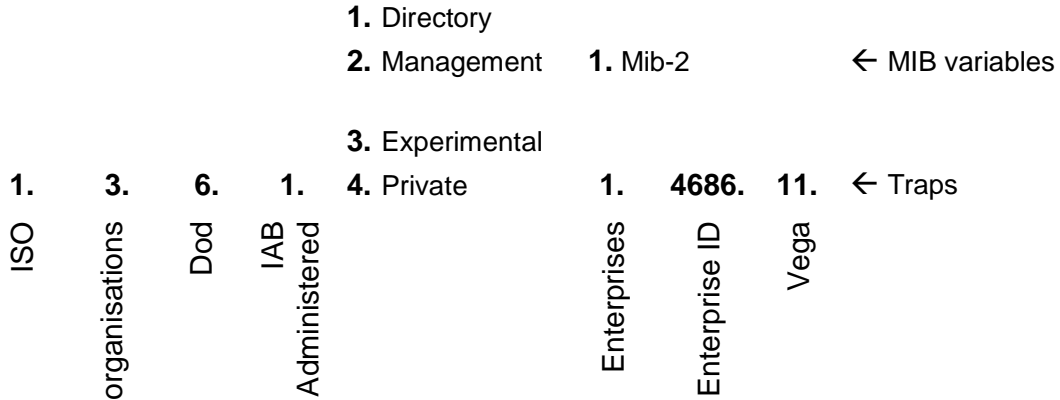 1. Directory
2. Management 1. Mib-2 ← MIB variables
3. Experimental
1. 3. 6. 1. 4. Private 1. 4686. 11. ← Traps
ISO
organisations
Dod
IAB
Administered
Enterprises
Enterprise ID
Vega